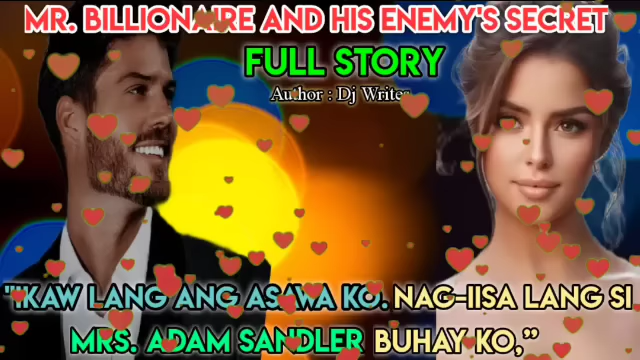 MR. BILLIONAIRE AND HIS ENEMY'S SECRET
FULL STORY
Author : Dj Writer
"IKAW LANG ANG ASAWA KO. NAG-IISA LANG SI
MRS. ADAM SANDLER BUHAY KO,”